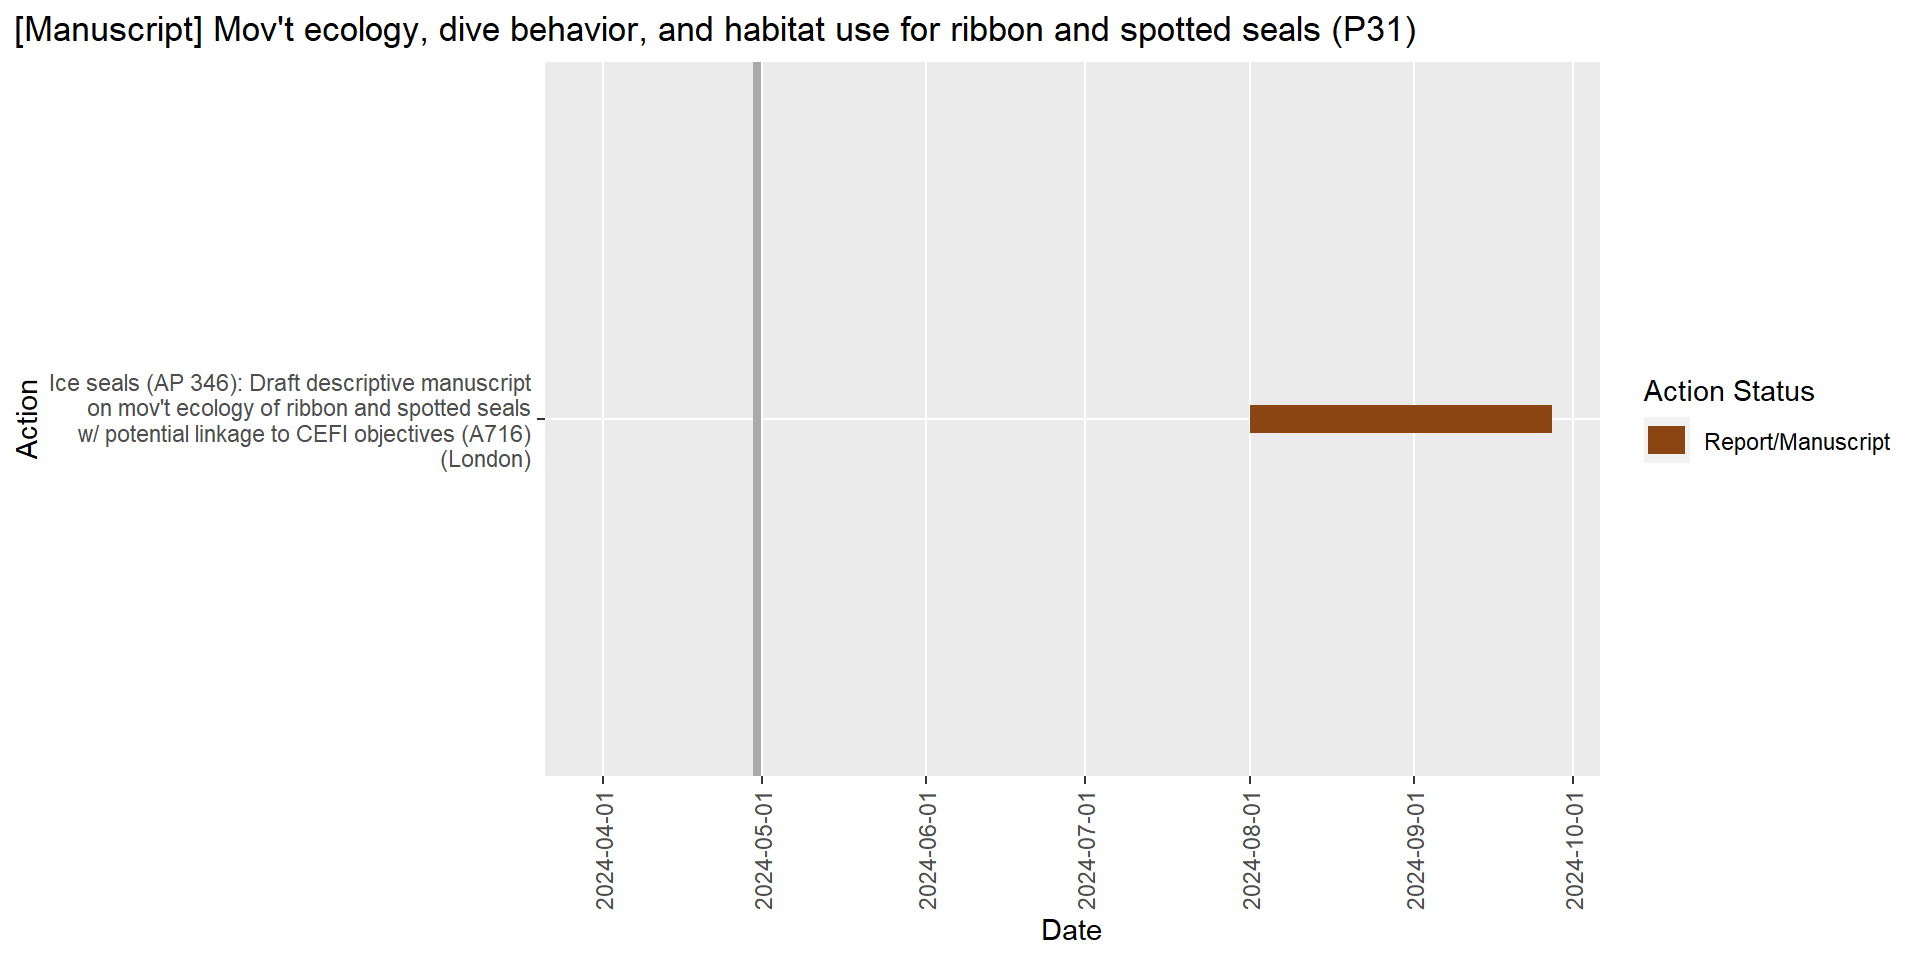 [Manuscript] Mov't ecology, dive behavior, and habitat use for ribbon and spotted seals (P31)
Action
Ice seals (AP 346): Draft descriptive manuscript
on mov't ecology of ribbon and spotted seals
w/ potential linkage to CEFI objectives (A716)
(London)
Action Status
Report/Manuscript
2024-04-01
2024-05-01
2024-06-01
2024-07-01
2024-08-01
2024-09-01
2024-10-01
Date